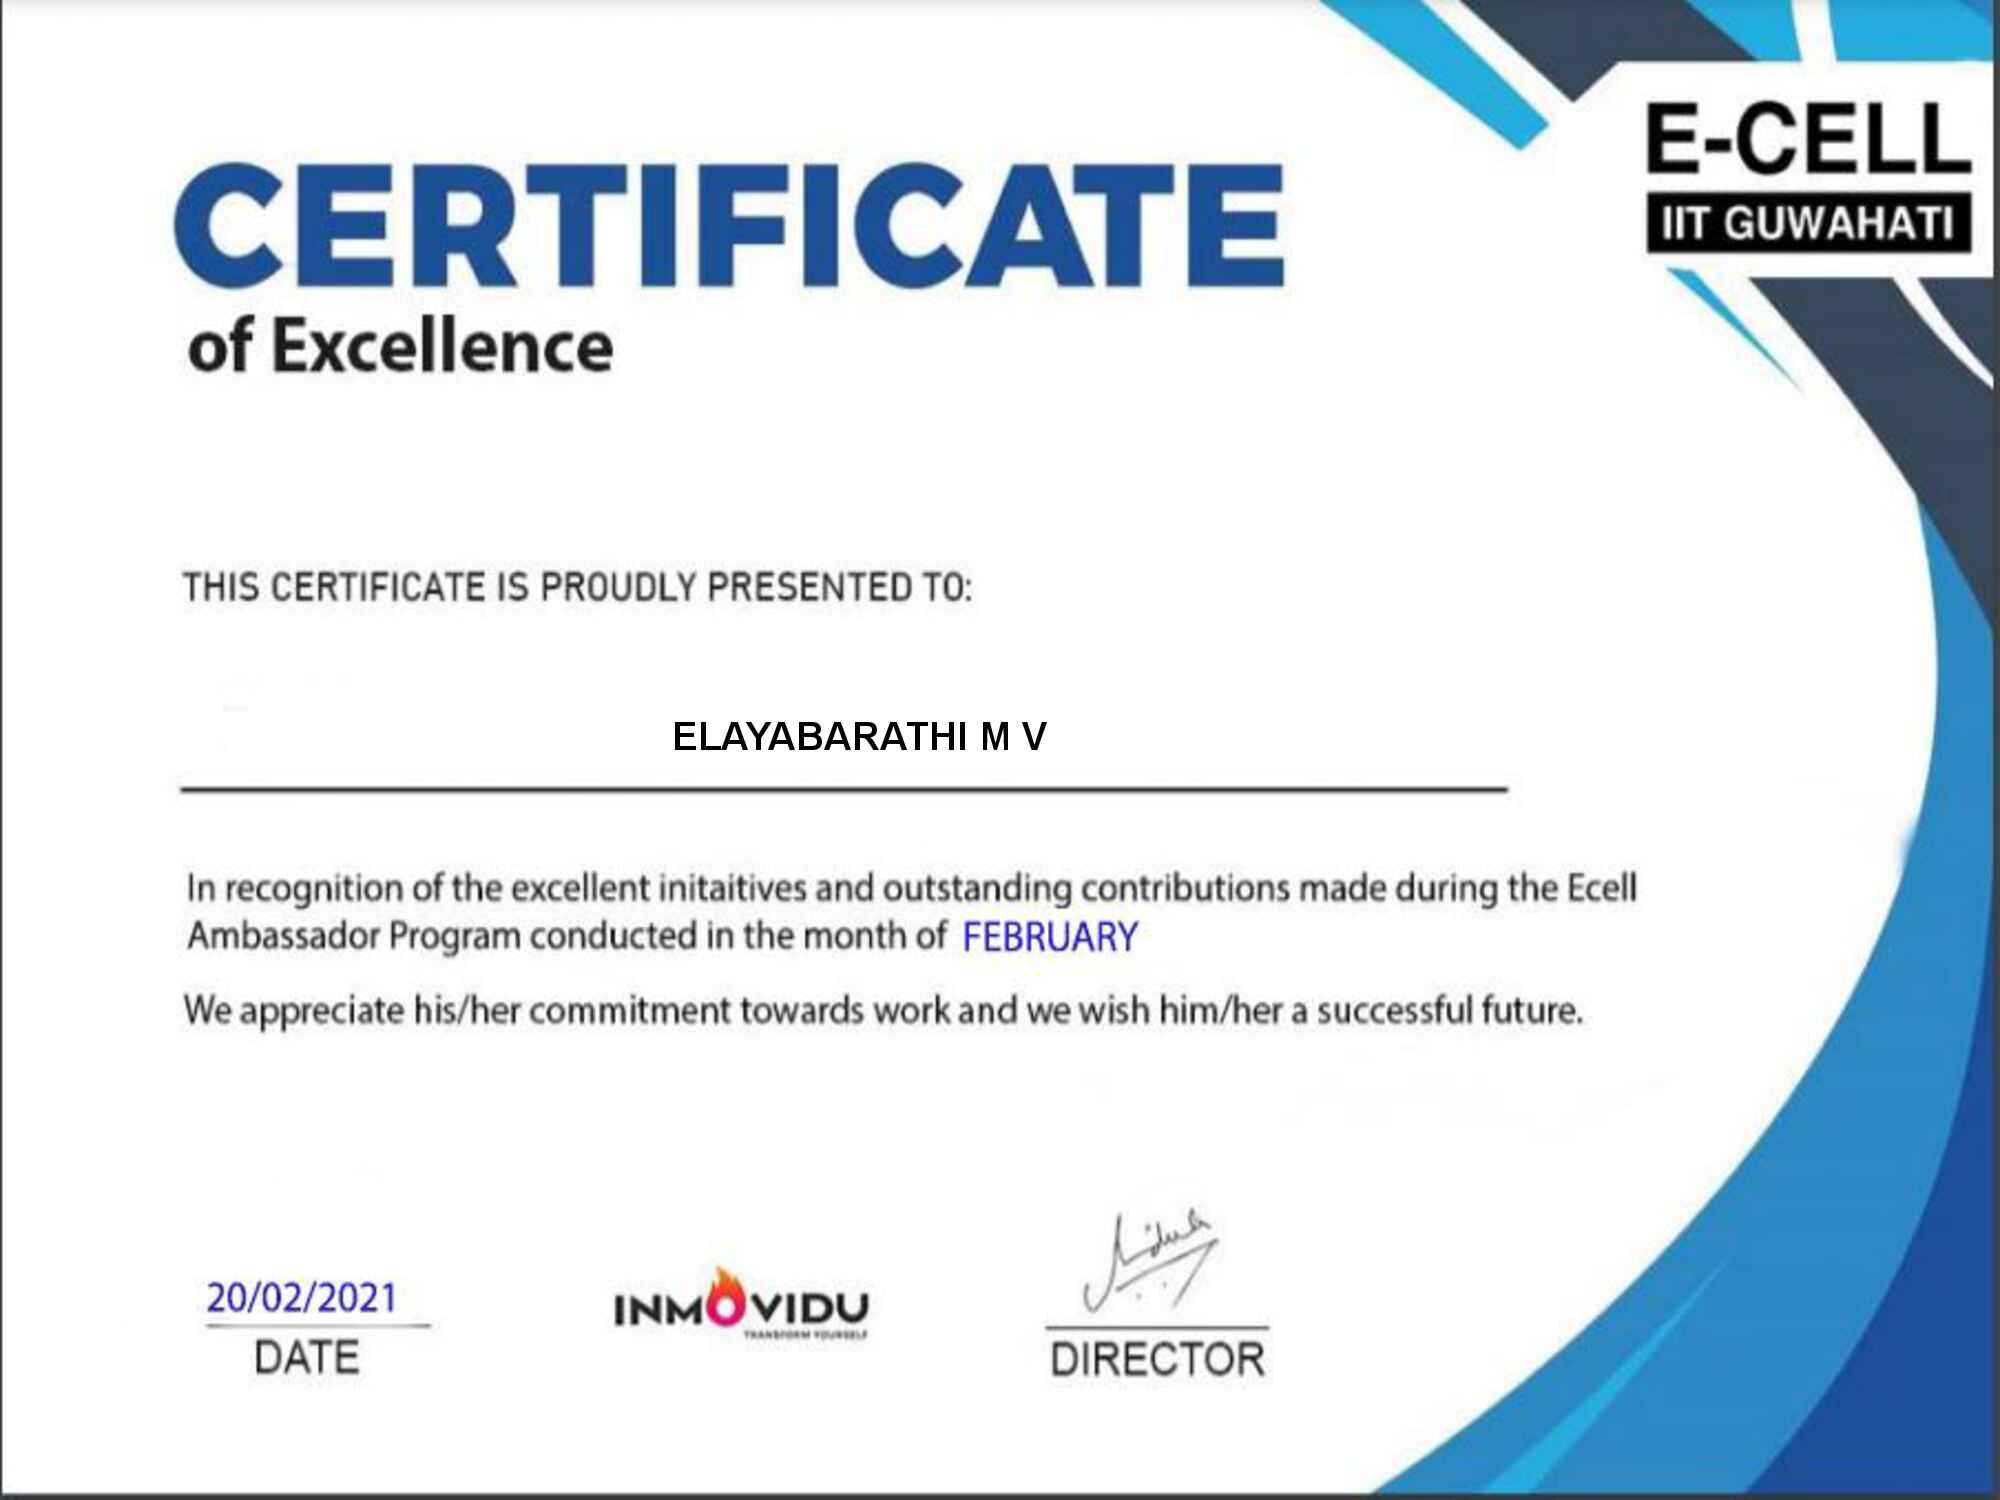 E-CELL
IIT GUWAHATI
CERTIFICATE
of Excellence
THIS CERTIFICATE IS PROUDLY PRESENTED TO:
ELAYABARATHI M V
In recognition of the excellent initaitives and outstanding contributions made during the Ecell
Ambassador Program conducted in the month of FEBRUARY
We appreciate his/her commitment towards work and we wish him/her a successful future.
20/02/2021
DATE
INMOVIDU
TRANSFORM YOURSELF
DIRECTOR